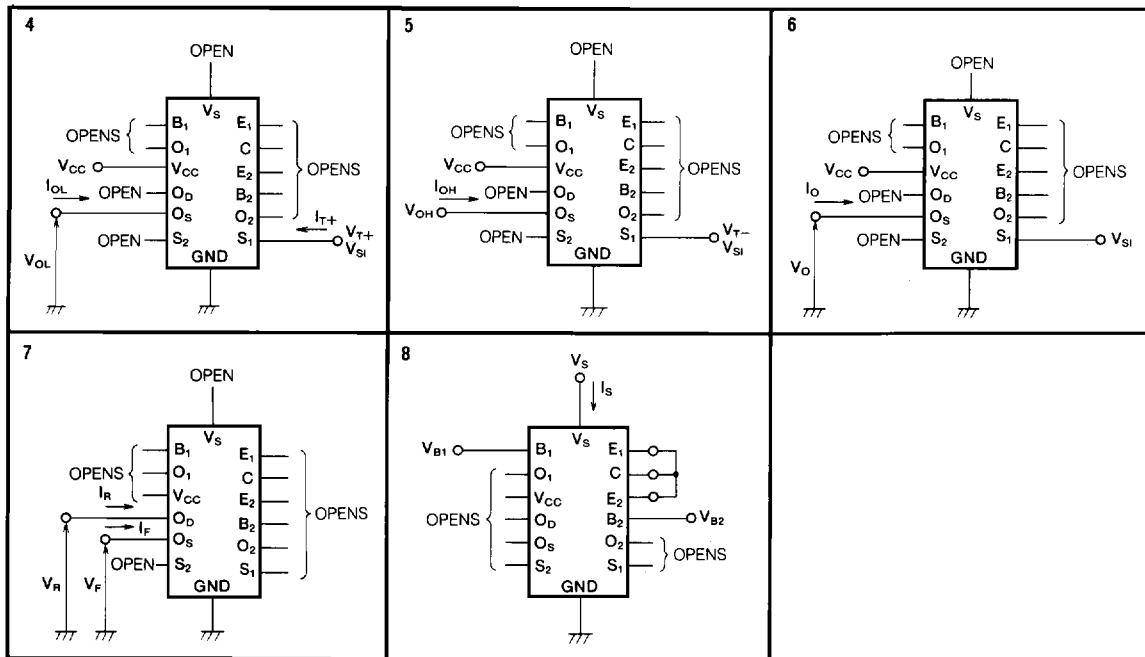 4
OPEN
VS
B1 E1
OPENS { O1 C
VCC VCC E2 } OPENS
IOL OPEN OD B2
OS O2 IT+
OPEN S2 S1 VT+
VSI
VOL GND
5
OPEN
VS
B1 E1
OPENS { O1 C
VCC VCC E2 } OPENS
IOH OPEN OD B2
VOH OS O2
OPEN S2 S1 VT−
VSI
GND
6
OPEN
VS
B1 E1
OPENS { O1 C
VCC VCC E2 } OPENS
IO OPEN OD B2
OS O2
OPEN S2 S1 VSI
VO GND
7
OPEN
VS
B1 E1
OPENS { O1 C
VCC E2
IR OD B2 } OPENS
IF OS O2
OPEN S2 S1
VR VF GND
8
VS
IS
VS
VB1 B1 E1
O1 C
VCC E2
OPENS { OD B2 VB2
OS O2 } OPENS
S2 S1
GND